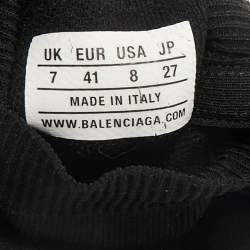 UK EUR USA JP
7 41 8 27
MADE IN ITALY
WWW.BALENCIAGA.COM